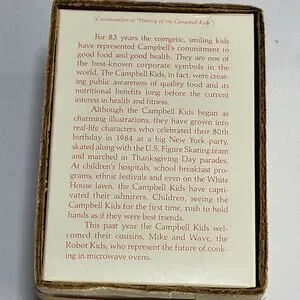 (Continuation of "History of the Campbell Kids")
For 83 years the energetic, smiling kids
have represented Campbell's commitment to
good food and good health. They are one of
the best-known corporate symbols in the
world. The Campbell Kids, in fact, were creat-
ing public awareness of quality food and its
nutritional benefits long before the current
interest in health and fitness.
Although the Campbell Kids began as
charming illustrations, they have grown into
real-life characters who celebrated their 80th
birthday in 1984 at a big New York party,
skated along with the U.S. Figure Skating team
and marched in Thanksgiving Day parades.
At children's hospitals, school breakfast pro-
grams, ethnic festivals and even on the White
House lawn, the Campbell Kids have capti-
vated their admirers. Children, seeing the
Campbell Kids for the first time, rush to hold
hands as if they were best friends.
This past year the Campbell Kids wel-
comed their cousins, Mike and Wave, the
Robot Kids, who represent the future of cook-
ing in microwave ovens.